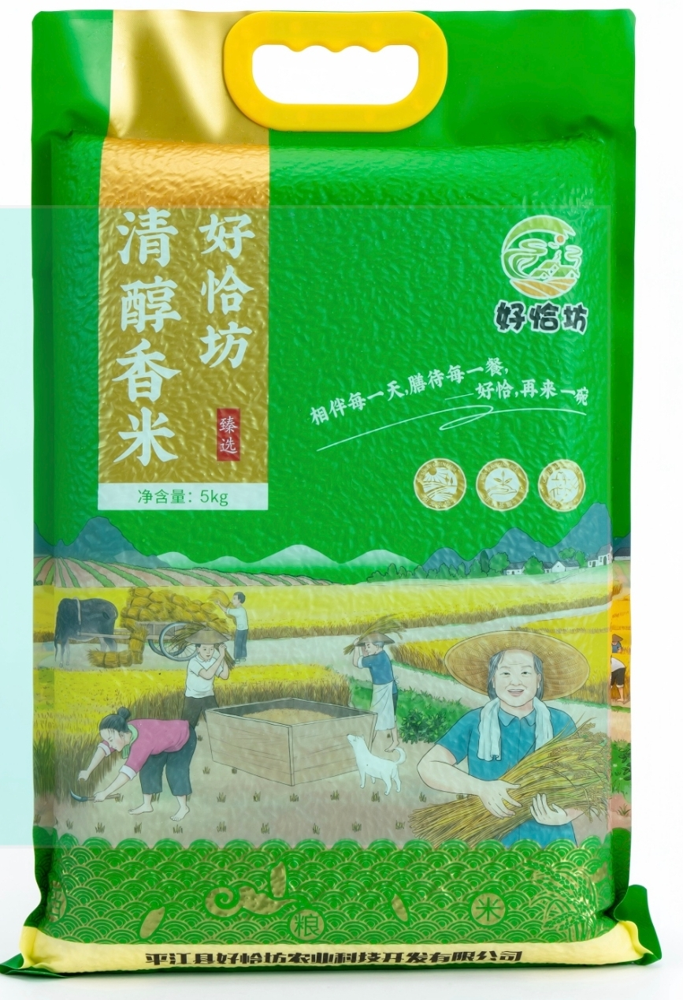 好恰坊
清醇香米
臻选
净含量：5kg
好恰坊
相伴每一天，膳待每一餐，
——好恰，再来一碗
粮
米
平江县好恰坊农业科技开发有限公司